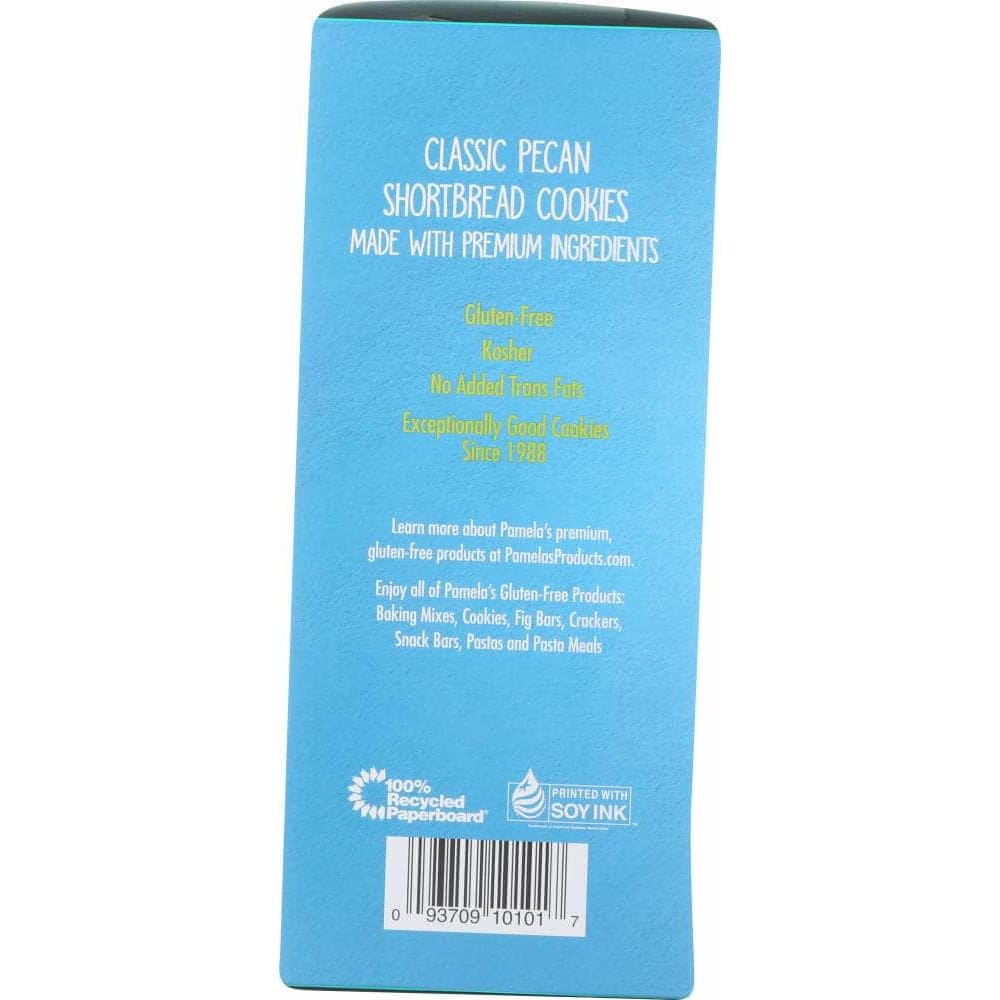 CLASSIC PECAN
SHORTBREAD COOKIES
MADE WITH PREMIUM INGREDIENTS
Gluten-Free
Kosher
No Added Trans Fats
Exceptionally Good Cookies
Since 1988
Learn more about Pamela's premium,
gluten-free products at PamelasProducts.com.
Enjoy all of Pamela's Gluten-Free Products:
Baking Mixes, Cookies, Fig Bars, Crackers,
Snack Bars, Pastas and Pasta Meals
100%
Recycled
Paperboard®
PRINTED WITH
SOY INK™
0 93709 10101 7